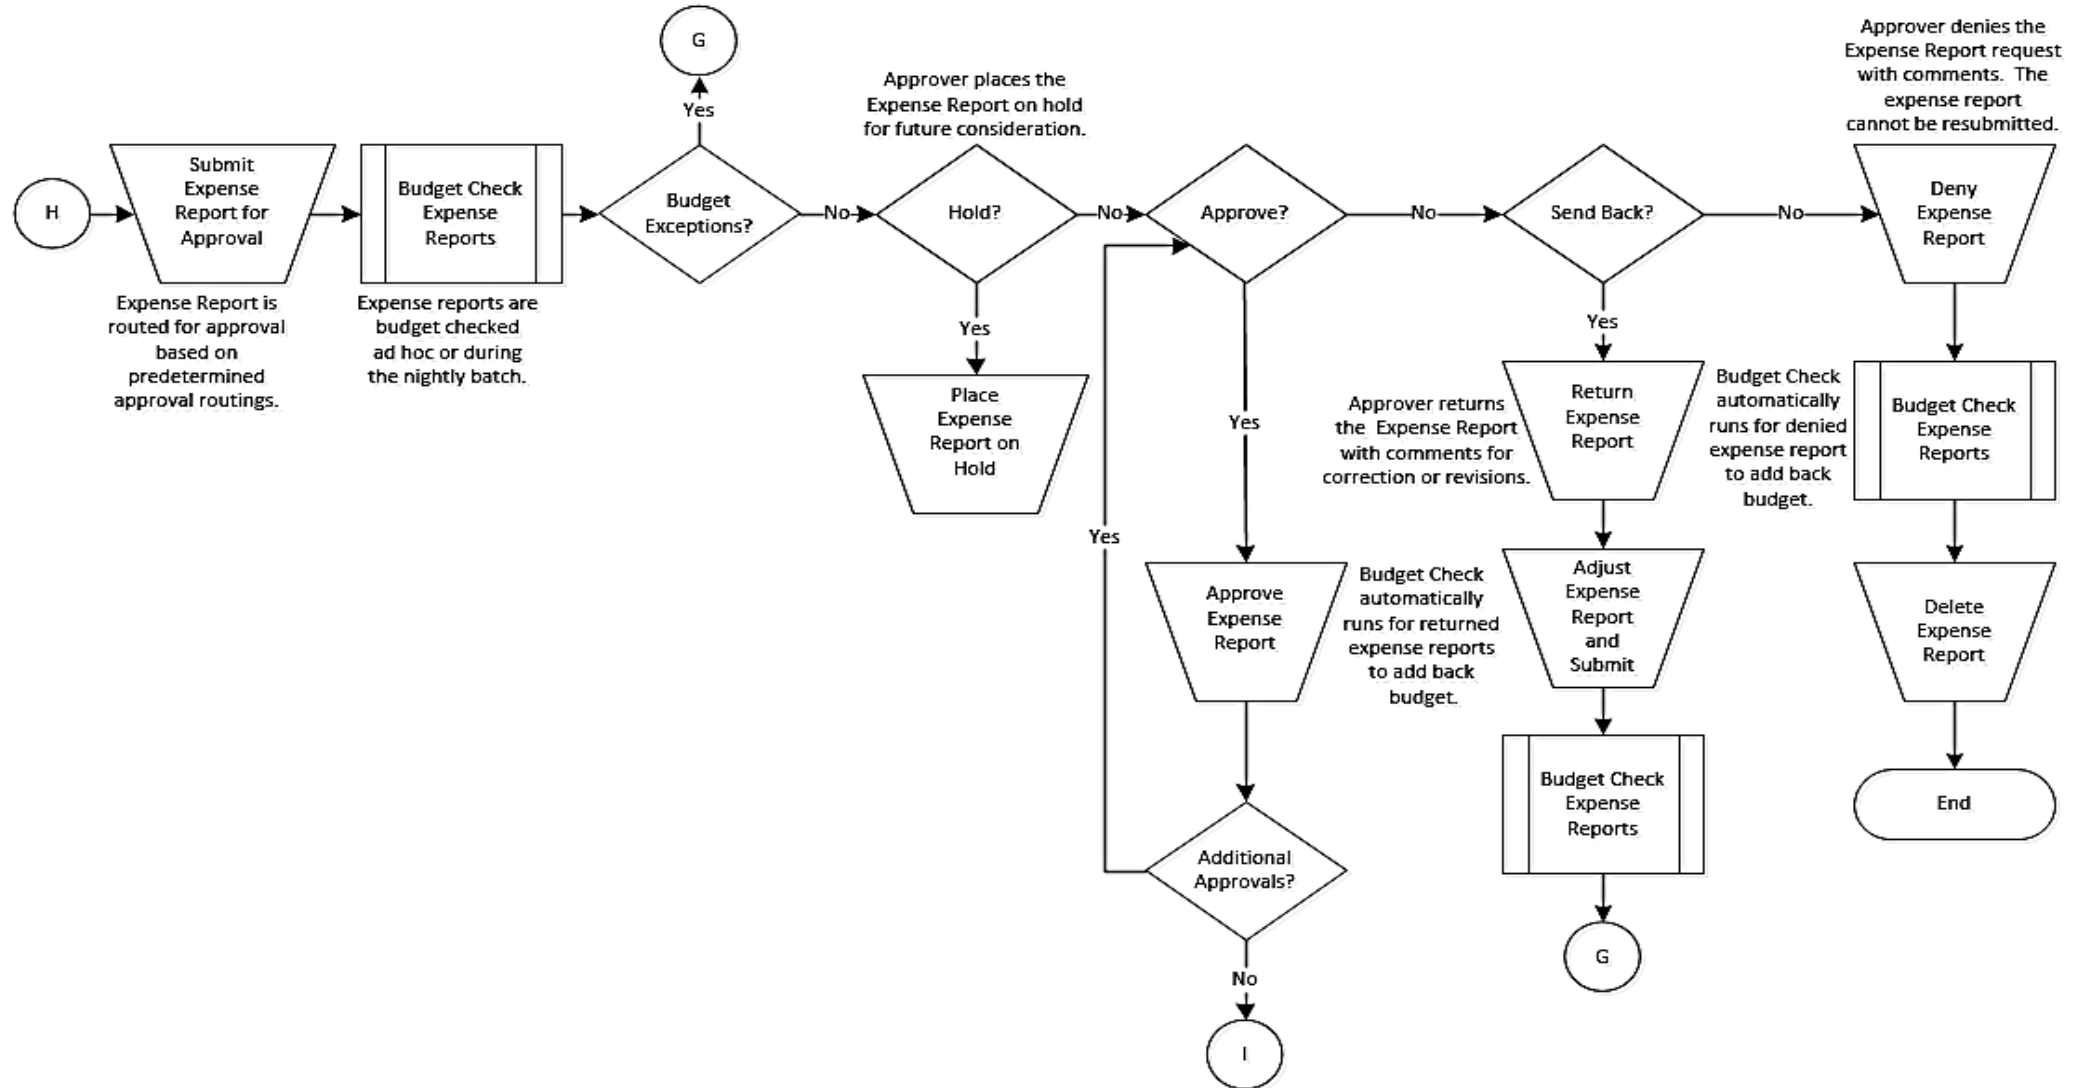 G
Yes
H
Submit
Expense
Report for
Approval
Expense Report is
routed for approval
based on
predetermined
approval routings.
Budget Check
Expense
Reports
Expense reports are
budget checked
ad hoc or during
the nightly batch.
Budget
Exceptions?
No
Approver places the
Expense Report on hold
for future consideration.
Hold?
Yes
Place
Expense
Report on
Hold
No
Approve?
Yes
Approve
Expense
Report
Additional
Approvals?
Yes
No
I
No
Send Back?
Yes
Approver returns
the Expense Report
with comments for
correction or revisions.
Return
Expense
Report
Budget Check
automatically
runs for returned
expense reports
to add back
budget.
Adjust
Expense
Report
and
Submit
Budget Check
Expense
Reports
G
No
Approver denies the
Expense Report request
with comments. The
expense report
cannot be resubmitted.
Deny
Expense
Report
Budget Check
automatically
runs for denied
expense report
to add back
budget.
Budget Check
Expense
Reports
Delete
Expense
Report
End